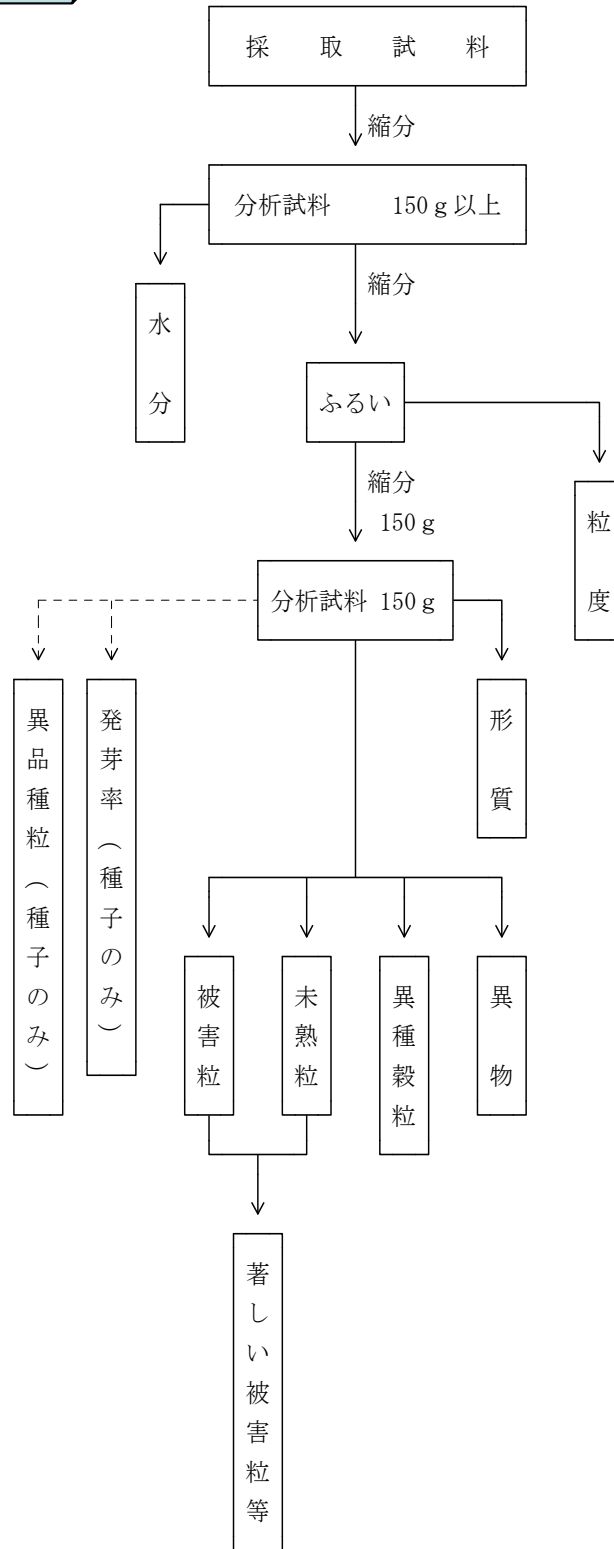 採取試料
縮分
分析試料 150g以上
縮分
水分
ふるい
縮分
150g
粒度
分析試料 150g
異品種粒(種子のみ)
発芽率(種子のみ)
形質
被害粒
未熟粒
異種穀粒
異物
著しい被害粒等